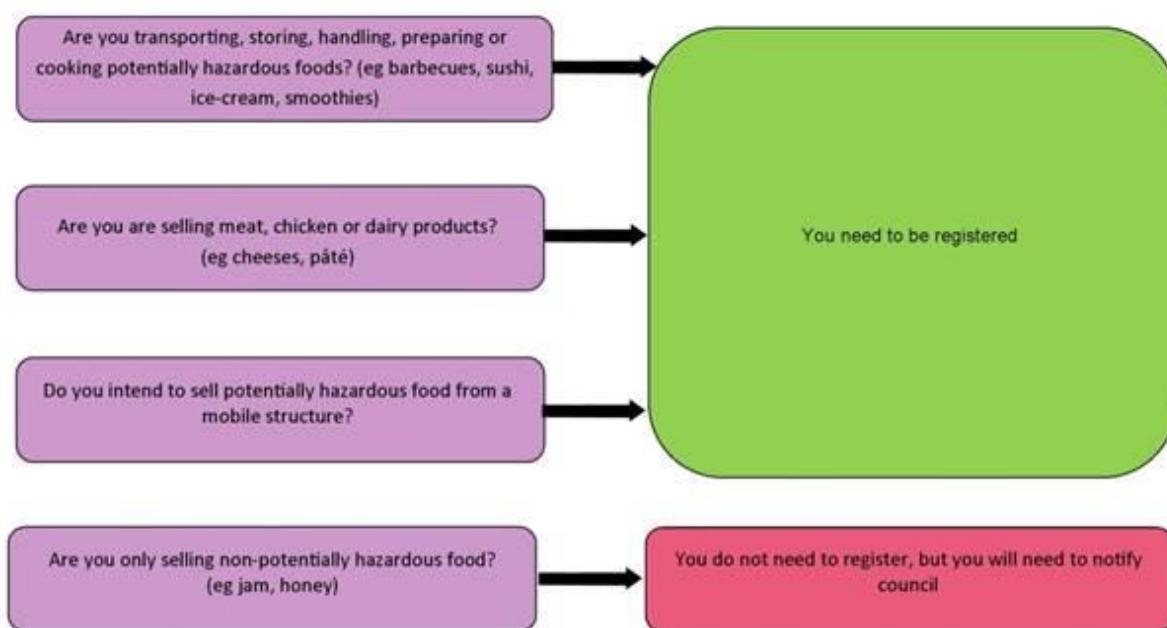 Are you transporting, storing, handling, preparing or
cooking potentially hazardous foods? (eg barbecues, sushi,
ice-cream, smoothies)
Are you are selling meat, chicken or dairy products?
(eg cheeses, pâté)
You need to be registered
Do you intend to sell potentially hazardous food from a
mobile structure?
Are you only selling non-potentially hazardous food?
(eg jam, honey)
You do not need to register, but you will need to notify
council